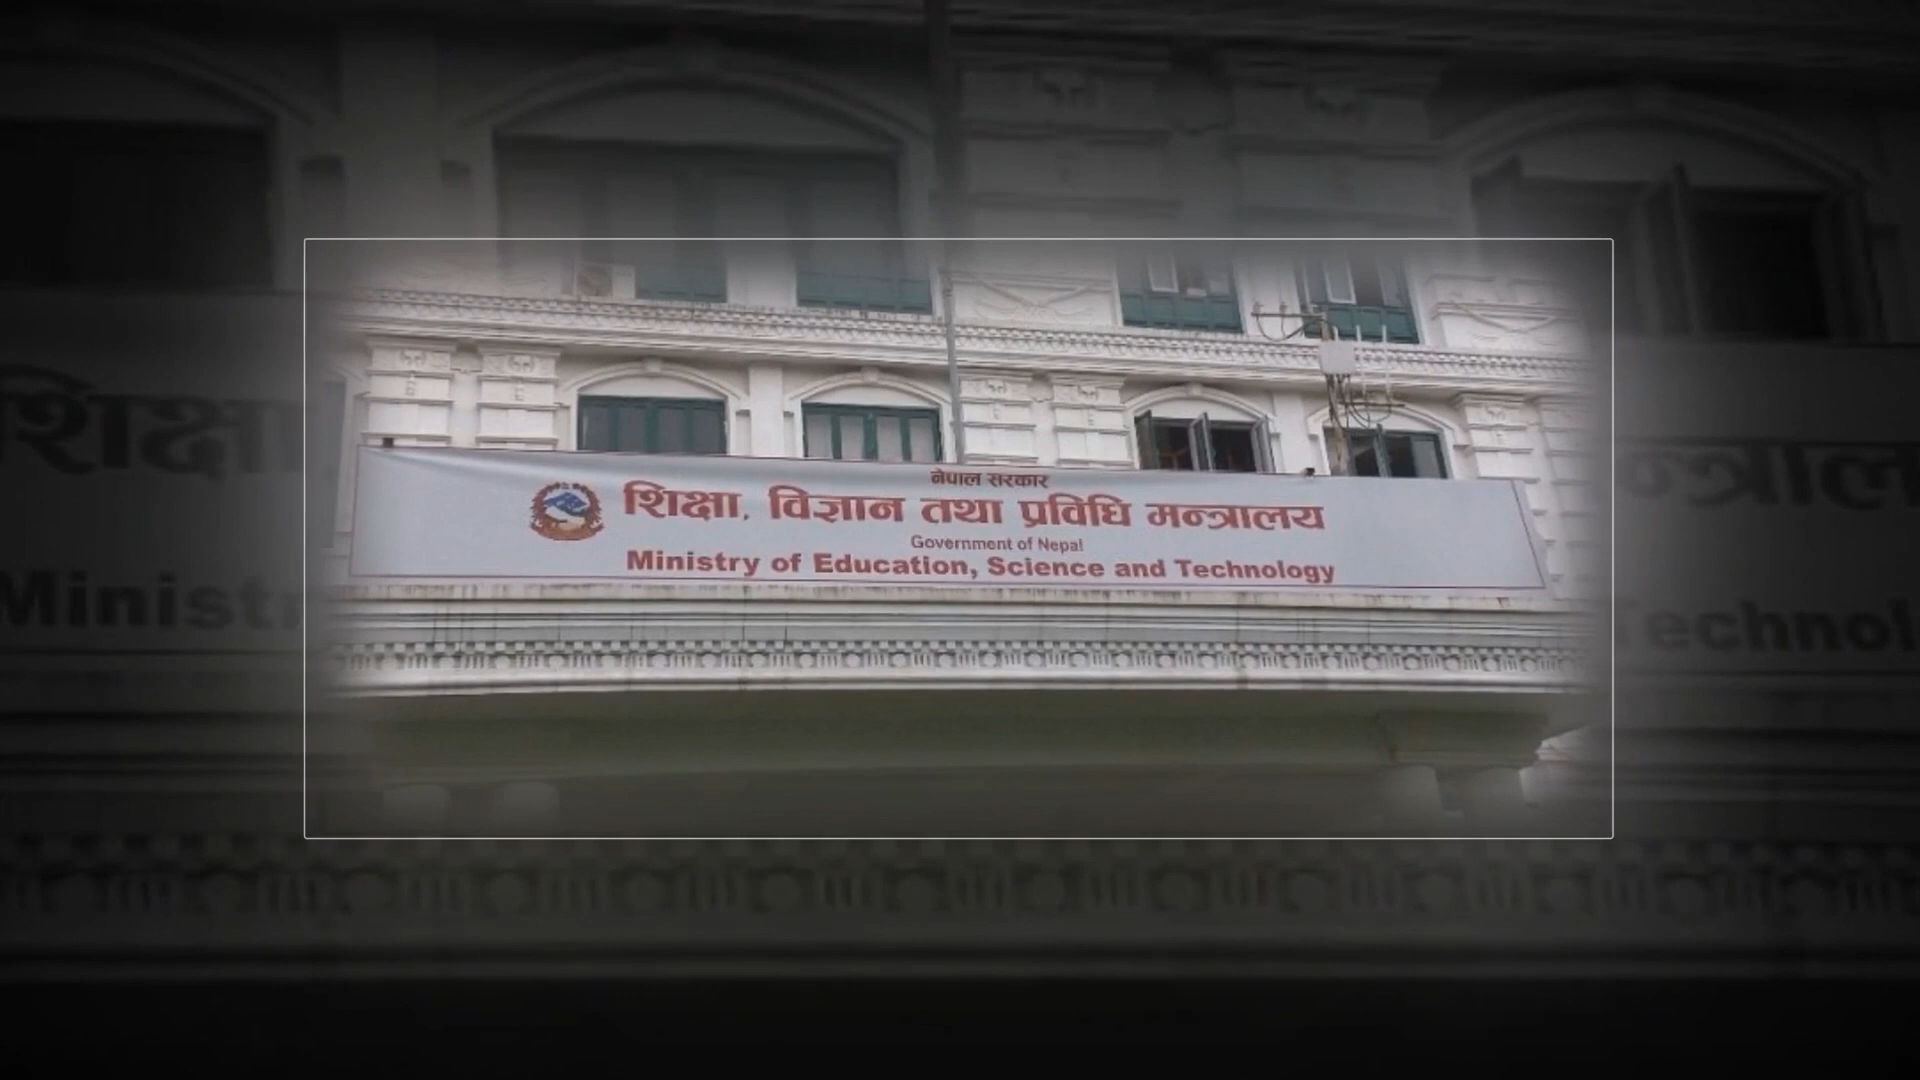 नेपाल सरकार
शिक्षा, विज्ञान तथा प्रविधि मन्त्रालय
Government of Nepal
Ministry of Education, Science and Technology